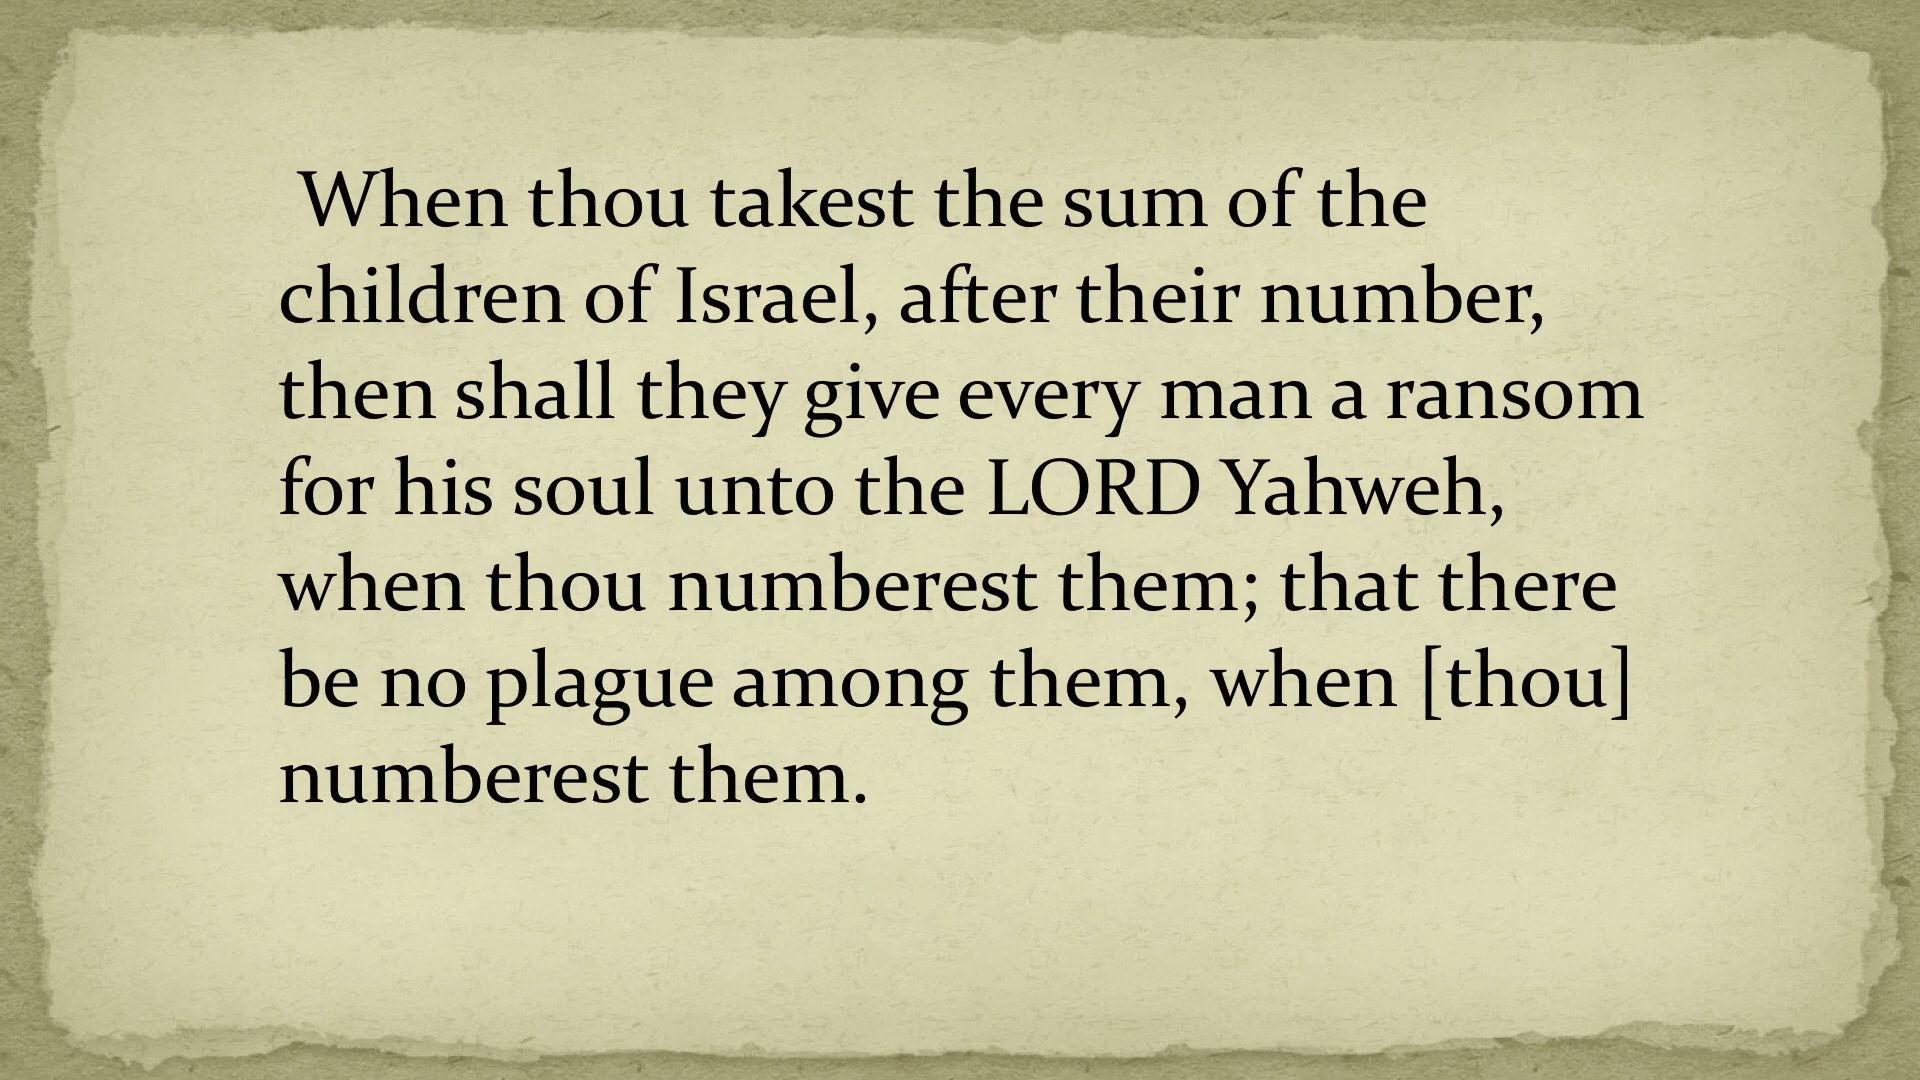 When thou takest the sum of the
children of Israel, after their number,
then shall they give every man a ransom
for his soul unto the LORD Yahweh,
when thou numberest them; that there
be no plague among them, when [thou]
numberest them.